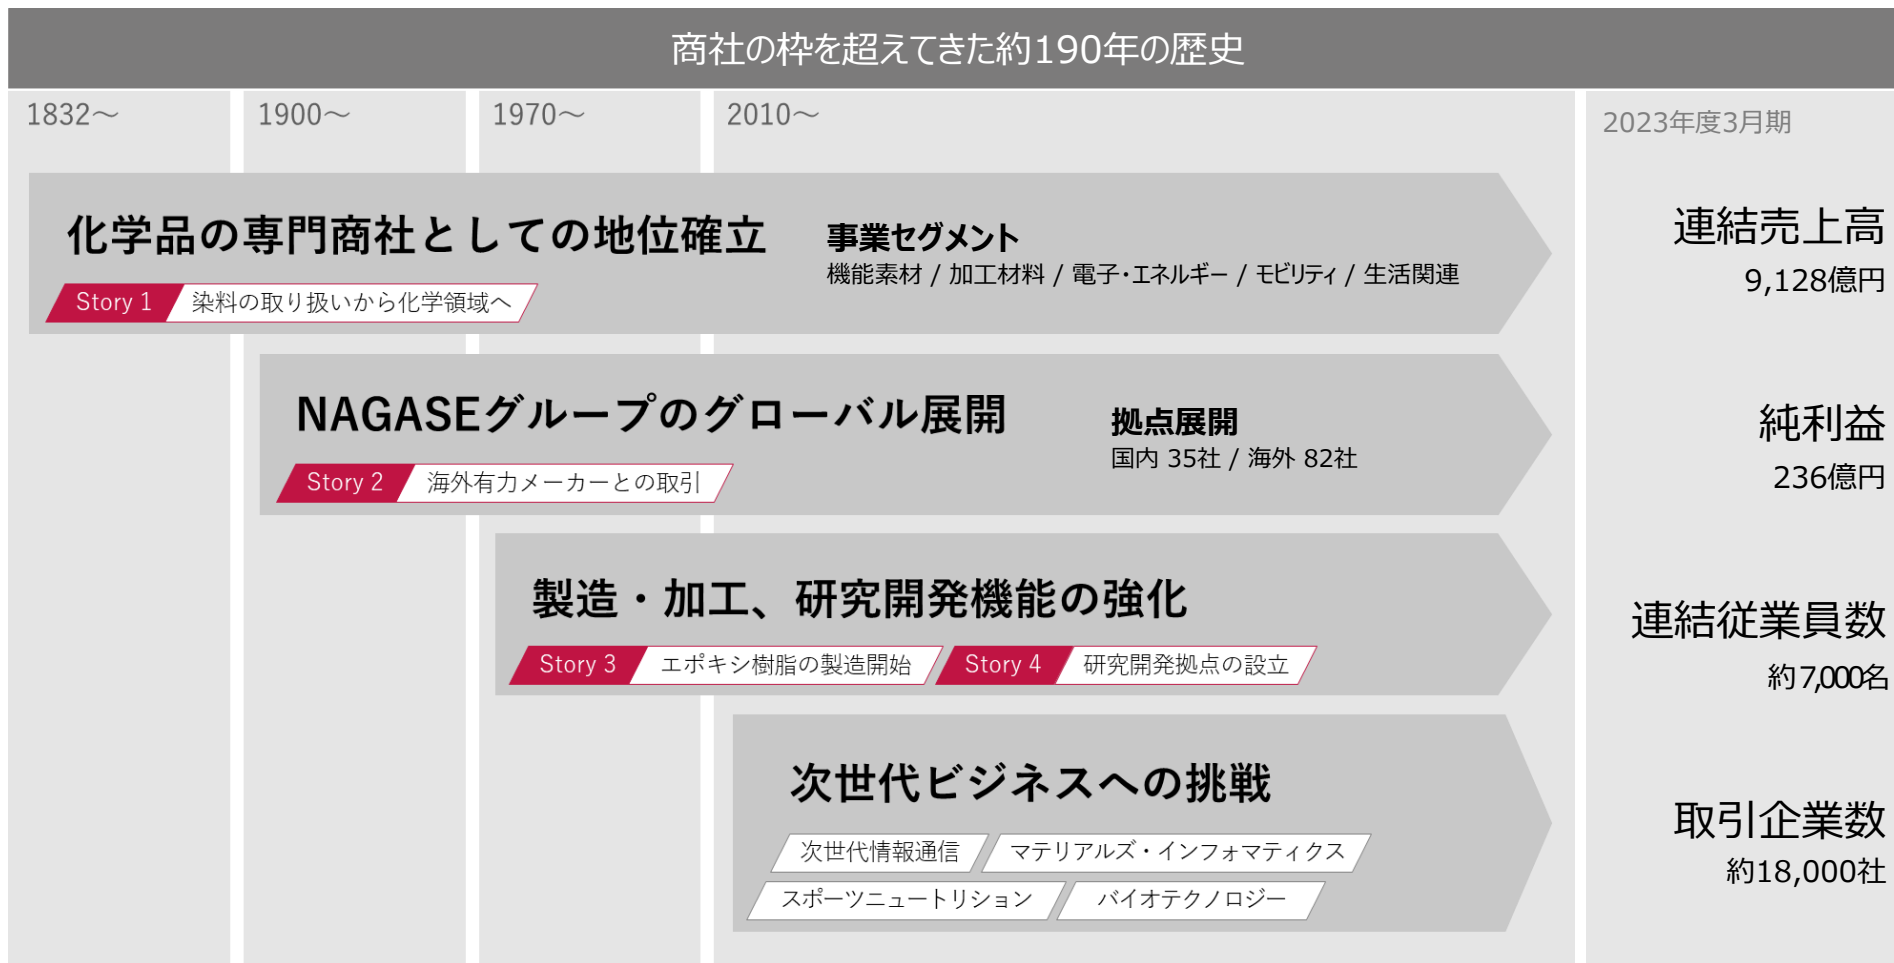 商社の枠を超えてきた約190年の歴史
1832～
1900～
1970～
2010～
2023年度3月期
化学品の専門商社としての地位確立
事業セグメント
機能素材 / 加工材料 / 電子・エネルギー / モビリティ / 生活関連
Story 1
染料の取り扱いから化学領域へ
NAGASEグループのグローバル展開
拠点展開
国内 35社 / 海外 82社
Story 2
海外有力メーカーとの取引
製造・加工、研究開発機能の強化
Story 3
エポキシ樹脂の製造開始
Story 4
研究開発拠点の設立
次世代ビジネスへの挑戦
次世代情報通信
マテリアルズ・インフォマティクス
スポーツニュートリション
バイオテクノロジー
連結売上高
9,128億円
純利益
236億円
連結従業員数
約7,000名
取引企業数
約18,000社